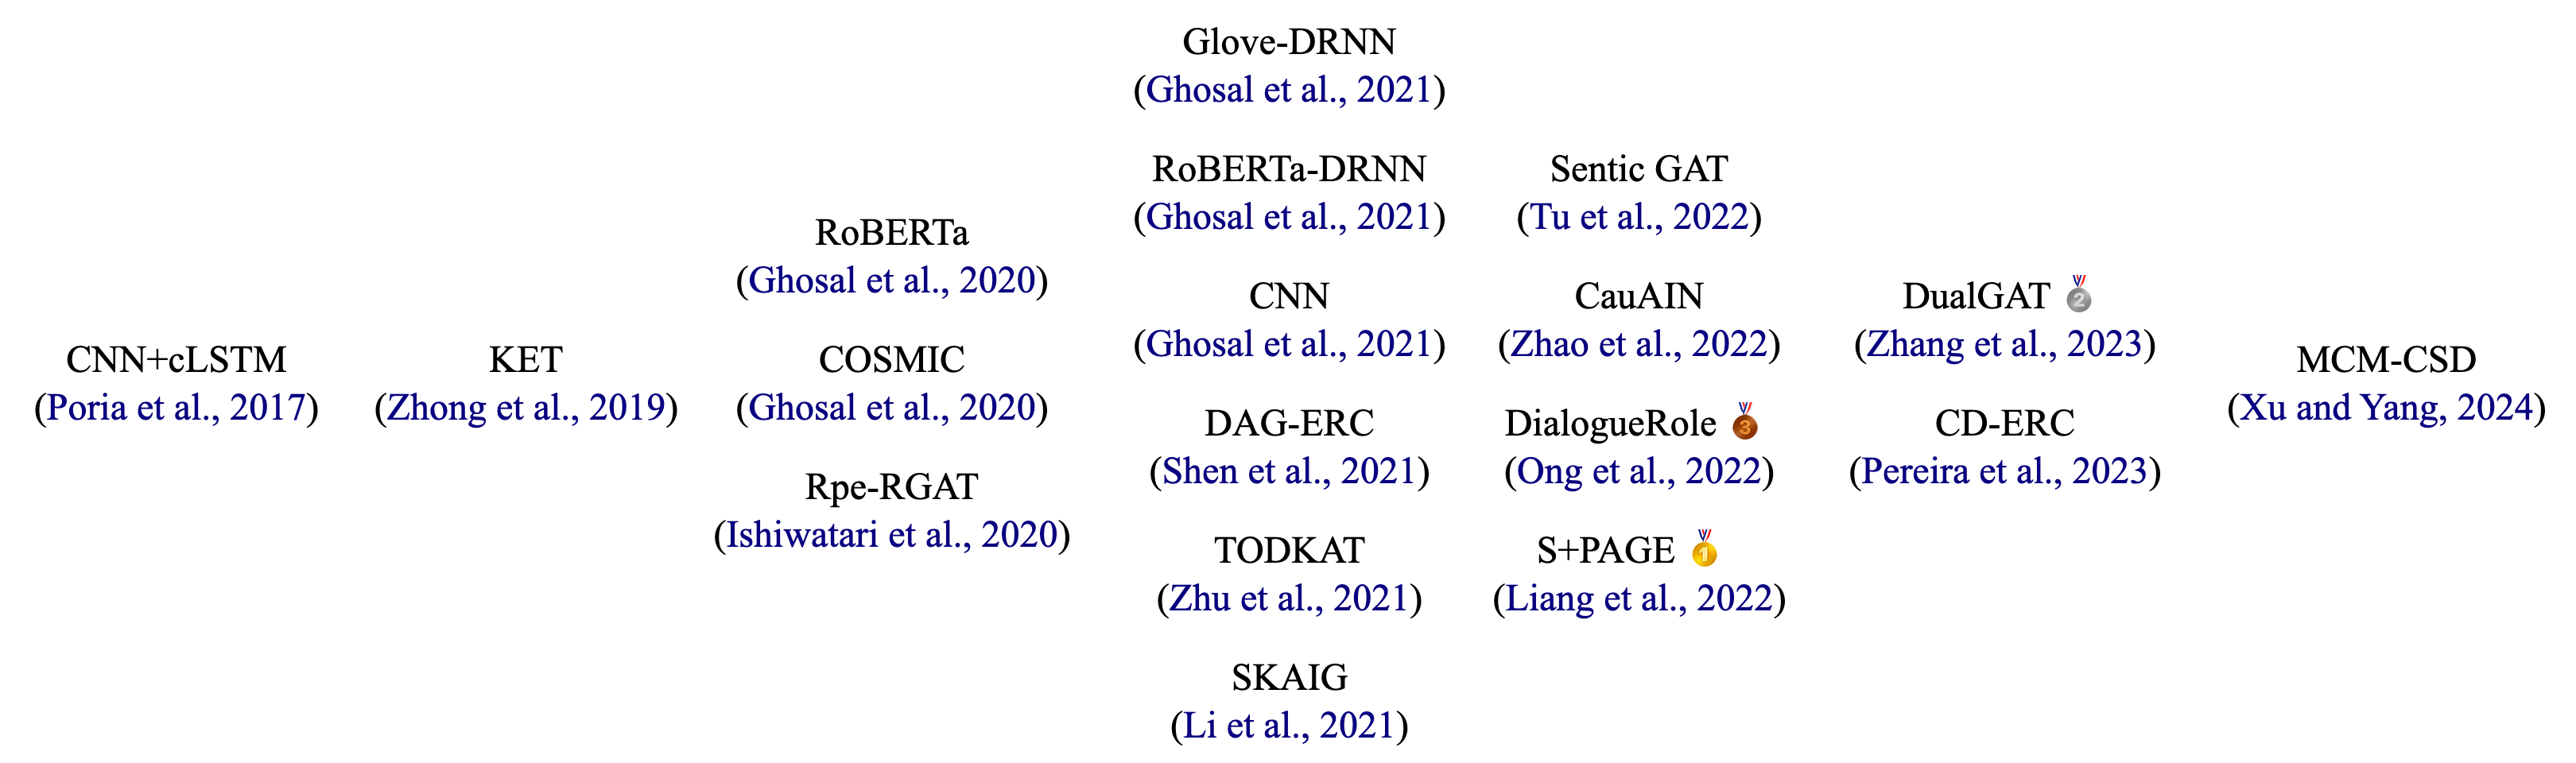 CNN+cLSTM
(Poria et al., 2017)
KET
(Zhong et al., 2019)
RoBERTa
(Ghosal et al., 2020)
COSMIC
(Ghosal et al., 2020)
Rpe-RGAT
(Ishiwatari et al., 2020)
Glove-DRNN
(Ghosal et al., 2021)
RoBERTa-DRNN
(Ghosal et al., 2021)
CNN
(Ghosal et al., 2021)
DAG-ERC
(Shen et al., 2021)
TODKAT
(Zhu et al., 2021)
SKAIG
(Li et al., 2021)
Sentic GAT
(Tu et al., 2022)
CauAIN
(Zhao et al., 2022)
DialogueRole 🥉
(Ong et al., 2022)
S+PAGE 🥇
(Liang et al., 2022)
DualGAT 🥈
(Zhang et al., 2023)
CD-ERC
(Pereira et al., 2023)
MCM-CSD
(Xu and Yang, 2024)